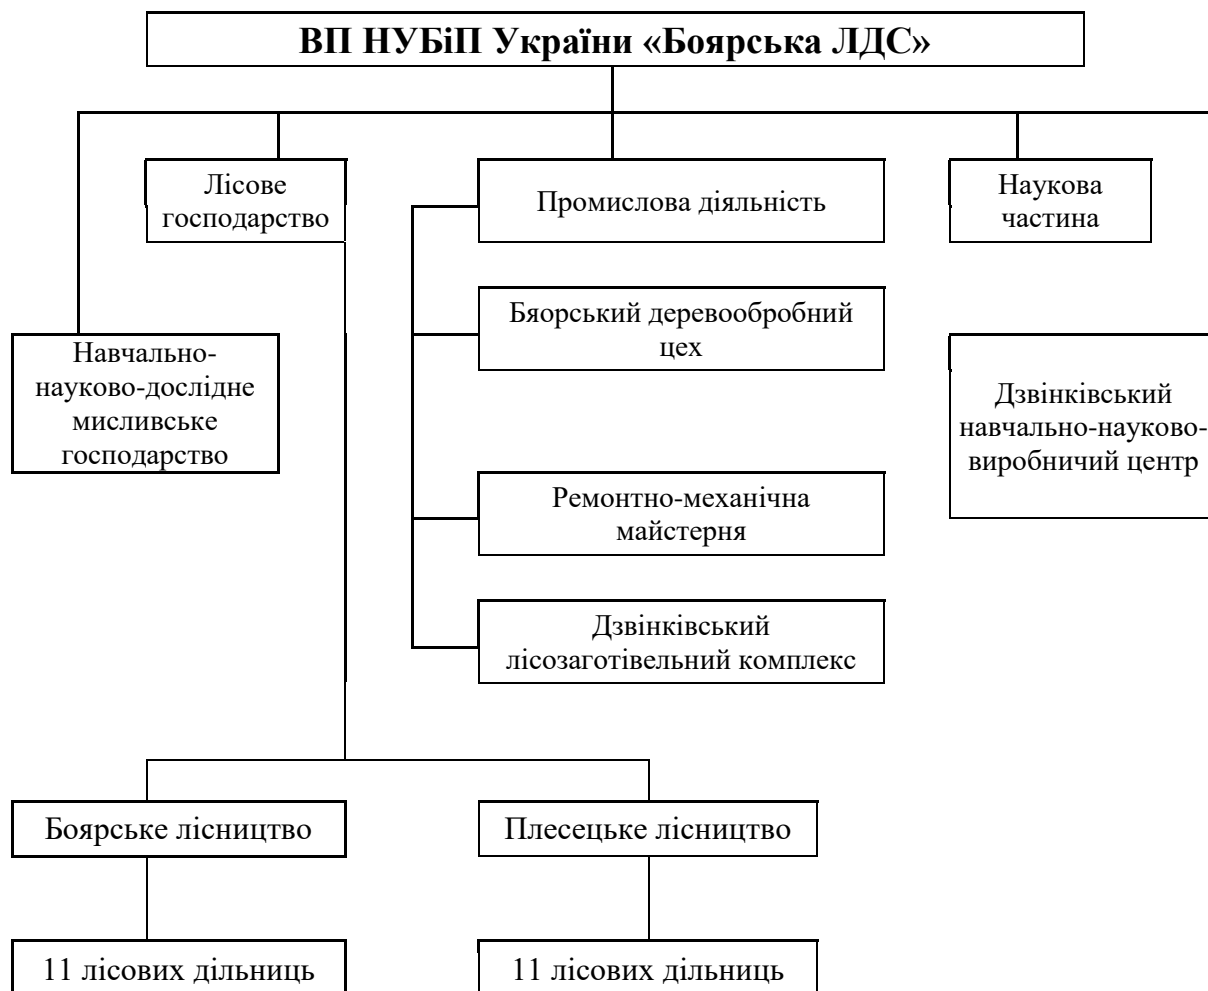 ВП НУБіП України «Боярська ЛДС»
Лісове
господарство
Промислова діяльність
Наукова
частина
Бяорський деревообробний
цех
Навчально-
науково-дослідне
мисливське
господарство
Дзвінківський
навчально-науково-
виробничий центр
Ремонтно-механічна
майстерня
Дзвінківський
лісозаготівельний комплекс
Боярське лісництво
Плесецьке лісництво
11 лісових дільниць
11 лісових дільниць